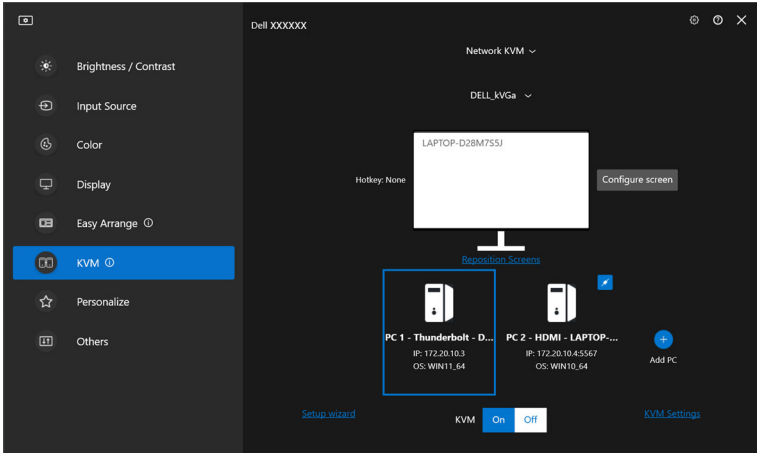 Dell XXXXXX
Brightness / Contrast
Input Source
Color
Display
Easy Arrange
KVM
Personalize
Others
Network KVM
DELL_kVGa
LAPTOP-D28M7S5J
Hotkey: None
Configure screen
Reposition Screens
PC 1 - Thunderbolt - D...
IP: 172.20.10.3
OS: WIN11_64
PC 2 - HDMI - LAPTOP-...
IP: 172.20.10.4:5567
OS: WIN10_64
Add PC
Setup wizard
KVM On Off
KVM Settings